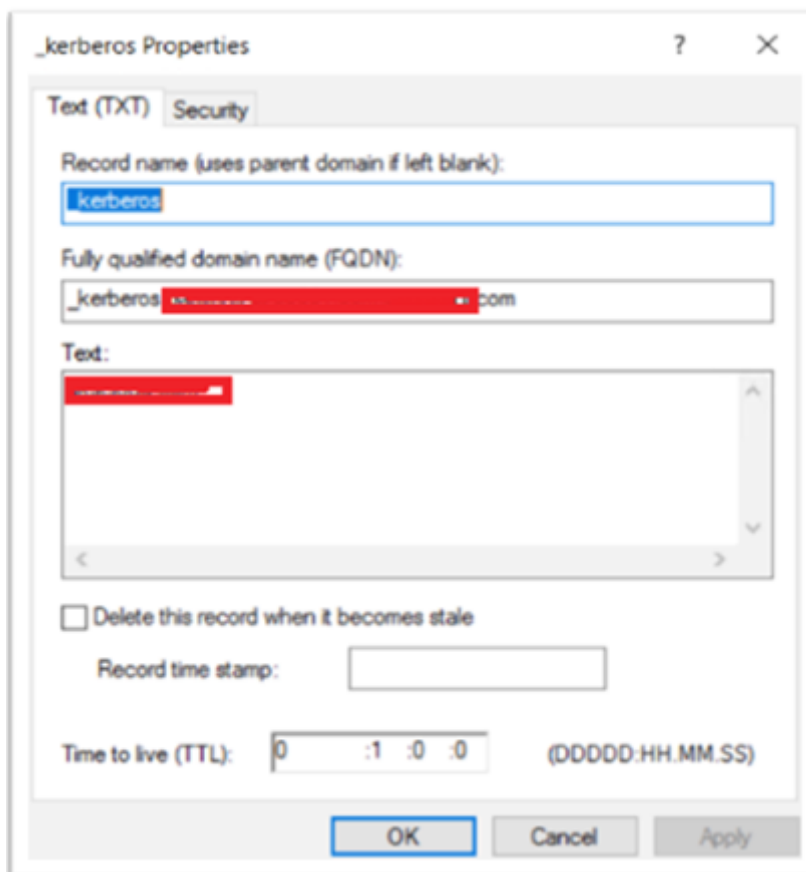 _kerberos Properties ?
Text (TXT) Security
Record name (uses parent domain if left blank):
_kerberos
Fully qualified domain name (FQDN):
_kerberos com
Text:
Delete this record when it becomes stale
Record time stamp:
Time to live (TTL): 0 :1 :0 :0 (DDDDD:HH.MM.SS)
OK Cancel Apply